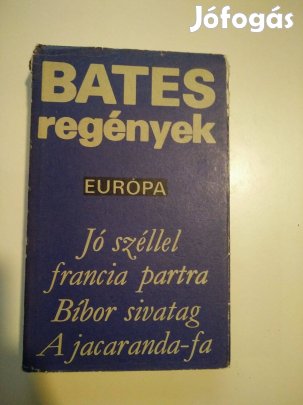 Jófogás
BATES
regények
EURÓPA
Jó széllel
francia partra
Bíbor sivatag
A jacaranda-fa